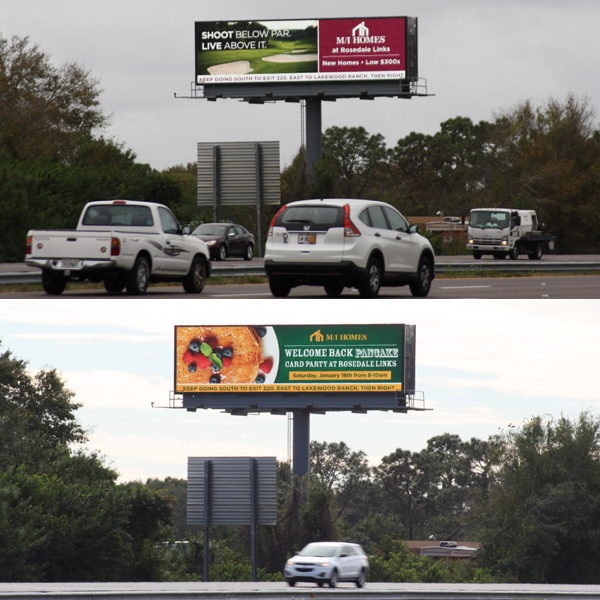 SHOOT BELOW PAR.
LIVE ABOVE IT.
M/I HOMES
at Rosedale Links
New Homes • Low $300s
KEEP GOING SOUTH TO EXIT 220, EAST TO LAKEWOOD RANCH, THEN RIGHT
M/I HOMES
WELCOME BACK PANCAKE
CARD PARTY AT ROSEDALE LINKS
Saturday, January 18th from 8-10am
KEEP GOING SOUTH TO EXIT 220, EAST TO LAKEWOOD RANCH, THEN RIGHT